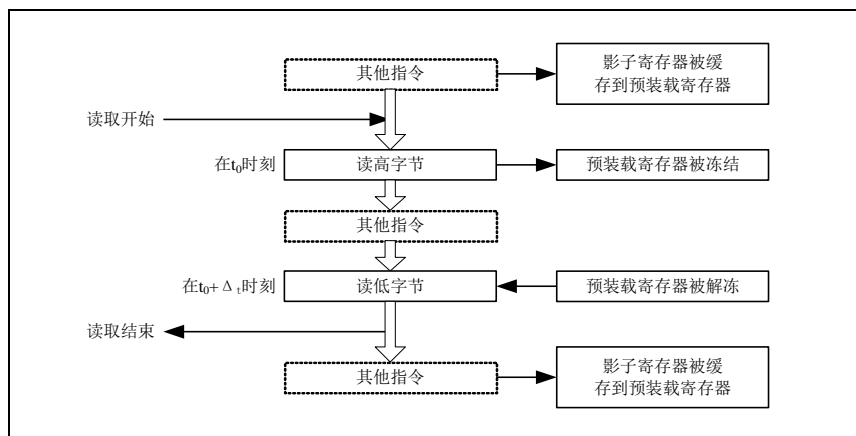 其他指令
影子寄存器被缓
存到预装载寄存器
读取开始
在t₀时刻
读高字节
预装载寄存器被冻结
其他指令
在t₀+Δt时刻
读低字节
预装载寄存器被解冻
读取结束
其他指令
影子寄存器被缓
存到预装载寄存器